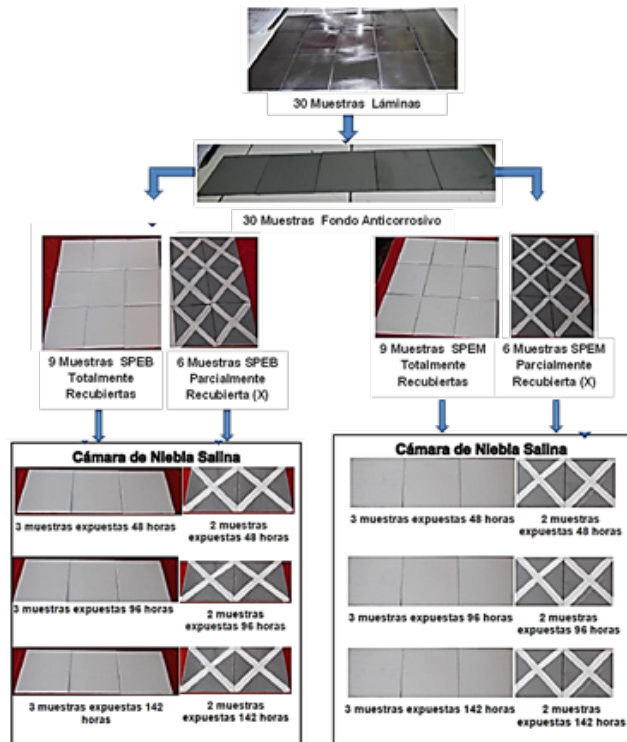 30 Muestras Láminas
30 Muestras Fondo Anticorrosivo
9 Muestras SPEB
Totalmente
Recubiertas
6 Muestras SPEB
Parcialmente
Recubierta (X)
9 Muestras SPEM
Totalmente
Recubiertas
6 Muestras SPEM
Parcialmente
Recubierta (X)
Cámara de Niebla Salina
3 muestras expuestas 48 horas
2 muestras
expuestas 48 horas
3 muestras expuestas 96 horas
2 muestras
expuestas 96 horas
3 muestras expuestas 142
horas
2 muestras
expuestas 142 horas
Cámara de Niebla Salina
3 muestras expuestas 48 horas
2 muestras
expuestas 48 horas
3 muestras expuestas 96 horas
2 muestras
expuestas 96 horas
3 muestras expuestas 142 horas
2 muestras
expuestas 142 horas